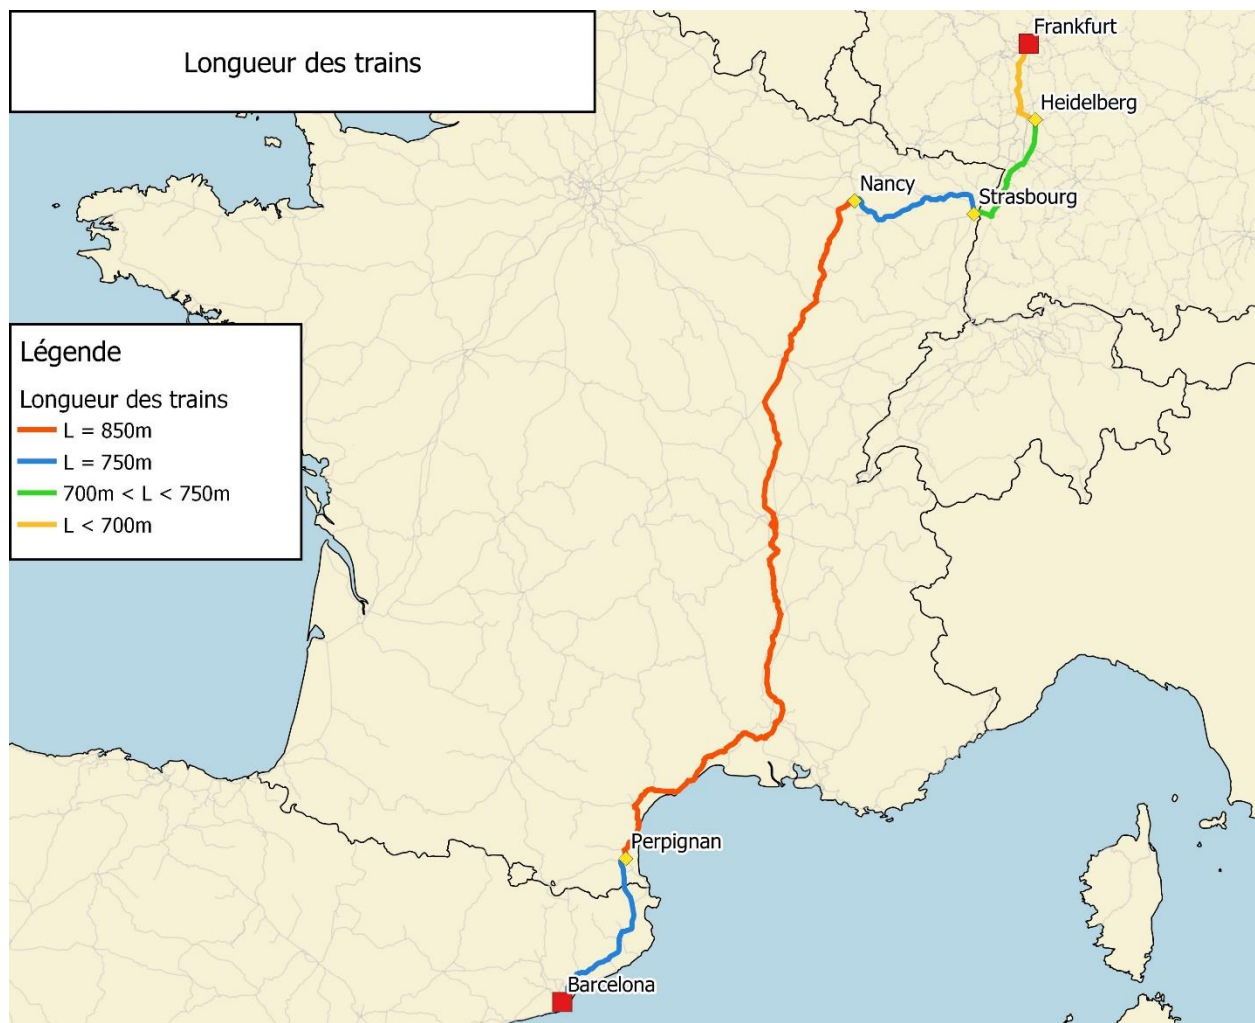 Longueur des trains
Frankfurt
Heidelberg
Nancy
Strasbourg
Légende
Longueur des trains
L = 850m
L = 750m
700m < L < 750m
L < 700m
Perpignan
Barcelona